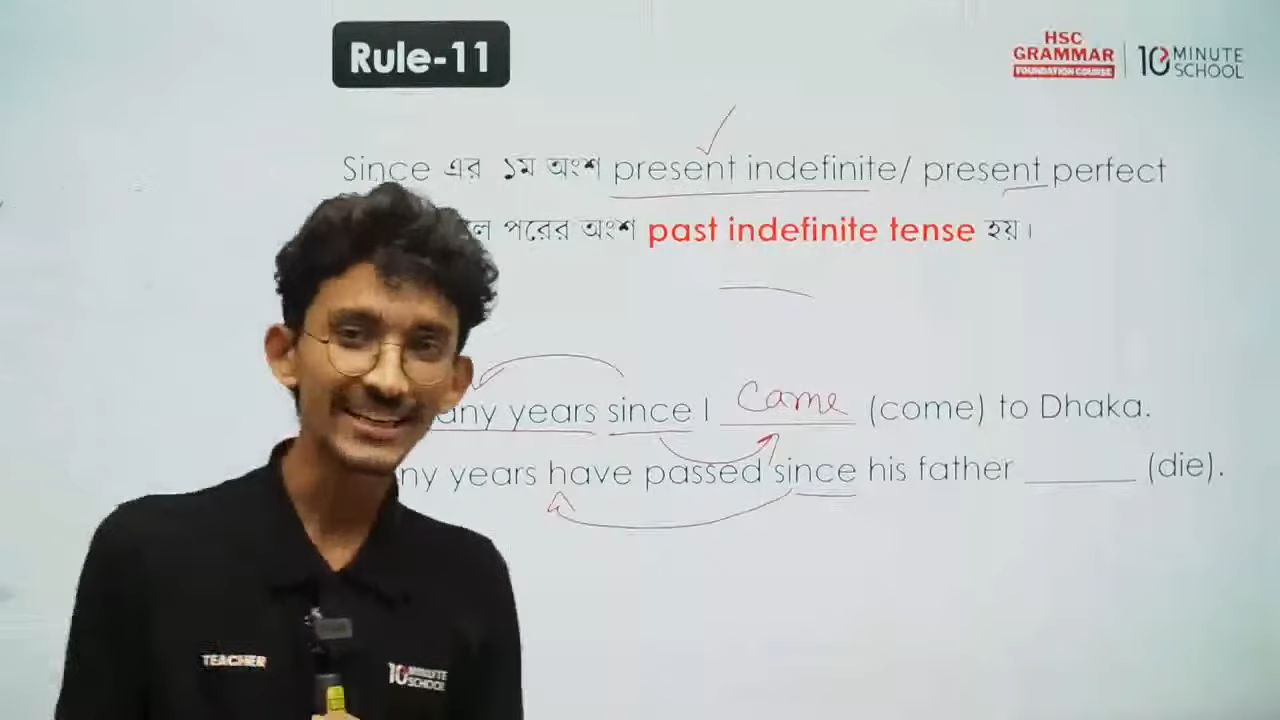 Rule-11
HSC
GRAMMAR
FOUNDATION COURSE
10 MINUTE
SCHOOL
Since এর ১ম অংশ present indefinite/ present perfect
পরের অংশ past indefinite tense হয়।
years since I Came (come) to Dhaka.
years have passed since his father ______ (die).
TEACHER
10 MINUTE
SCHOOL